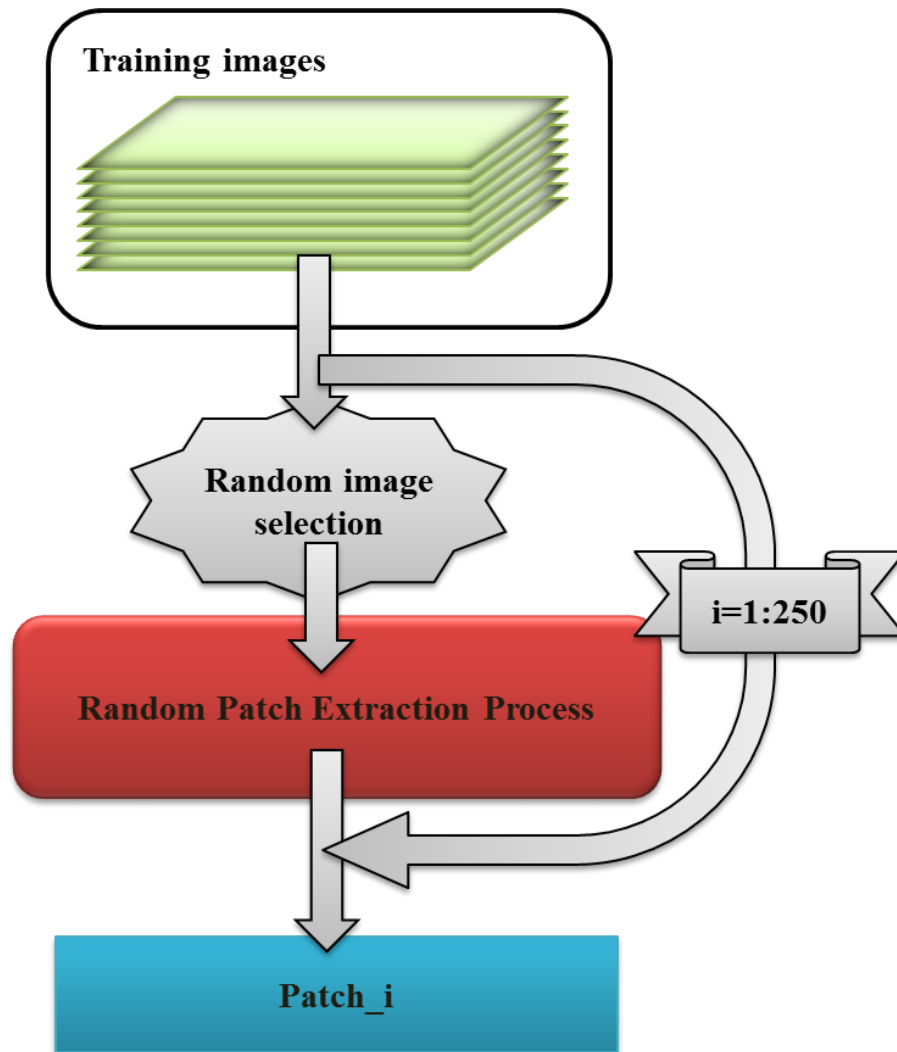 Training images
Random image
selection
i=1:250
Random Patch Extraction Process
Patch_i